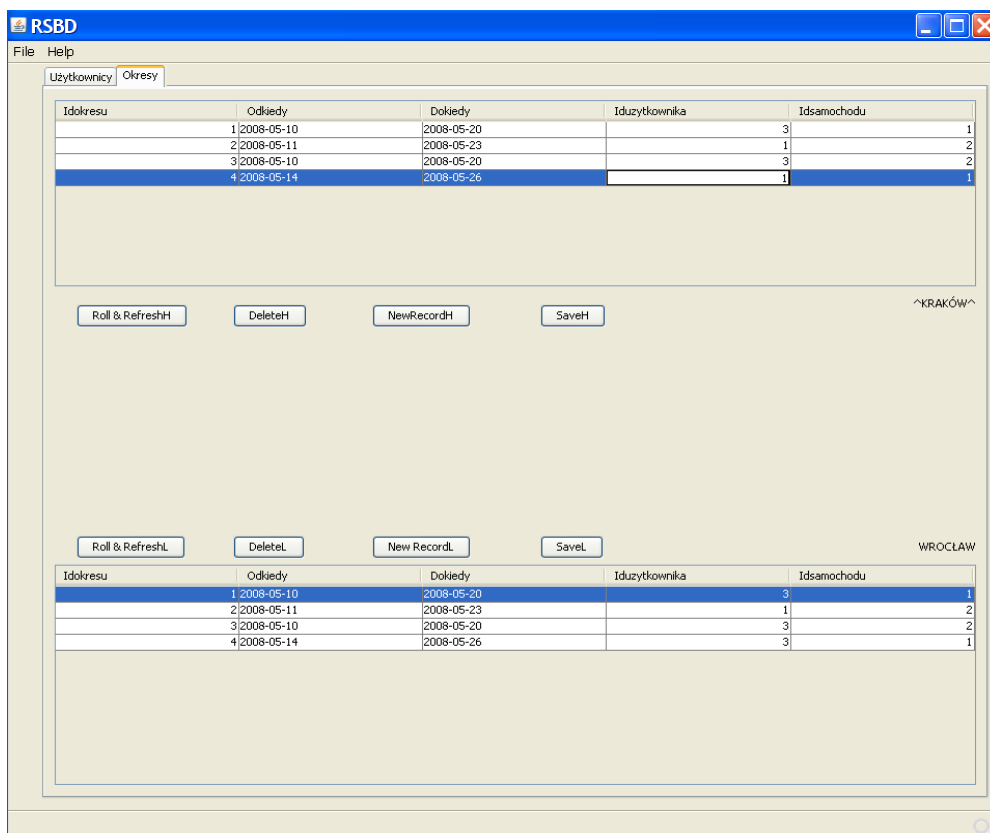 RSBD
File Help
Użytkownicy Okresy
Idokresu Odkiedy Dokiedy Iduzytkownika Idsamochodu
1 2008-05-10 2008-05-20 3 1
2 2008-05-11 2008-05-23 1 2
3 2008-05-10 2008-05-20 3 2
4 2008-05-14 2008-05-26 1 1
^KRAKÓW^
Roll & RefreshH DeleteH NewRecordH SaveH
Roll & RefreshL DeleteL New RecordL SaveL WROCŁAW
Idokresu Odkiedy Dokiedy Iduzytkownika Idsamochodu
1 2008-05-10 2008-05-20 3 1
2 2008-05-11 2008-05-23 1 2
3 2008-05-10 2008-05-20 3 2
4 2008-05-14 2008-05-26 3 1